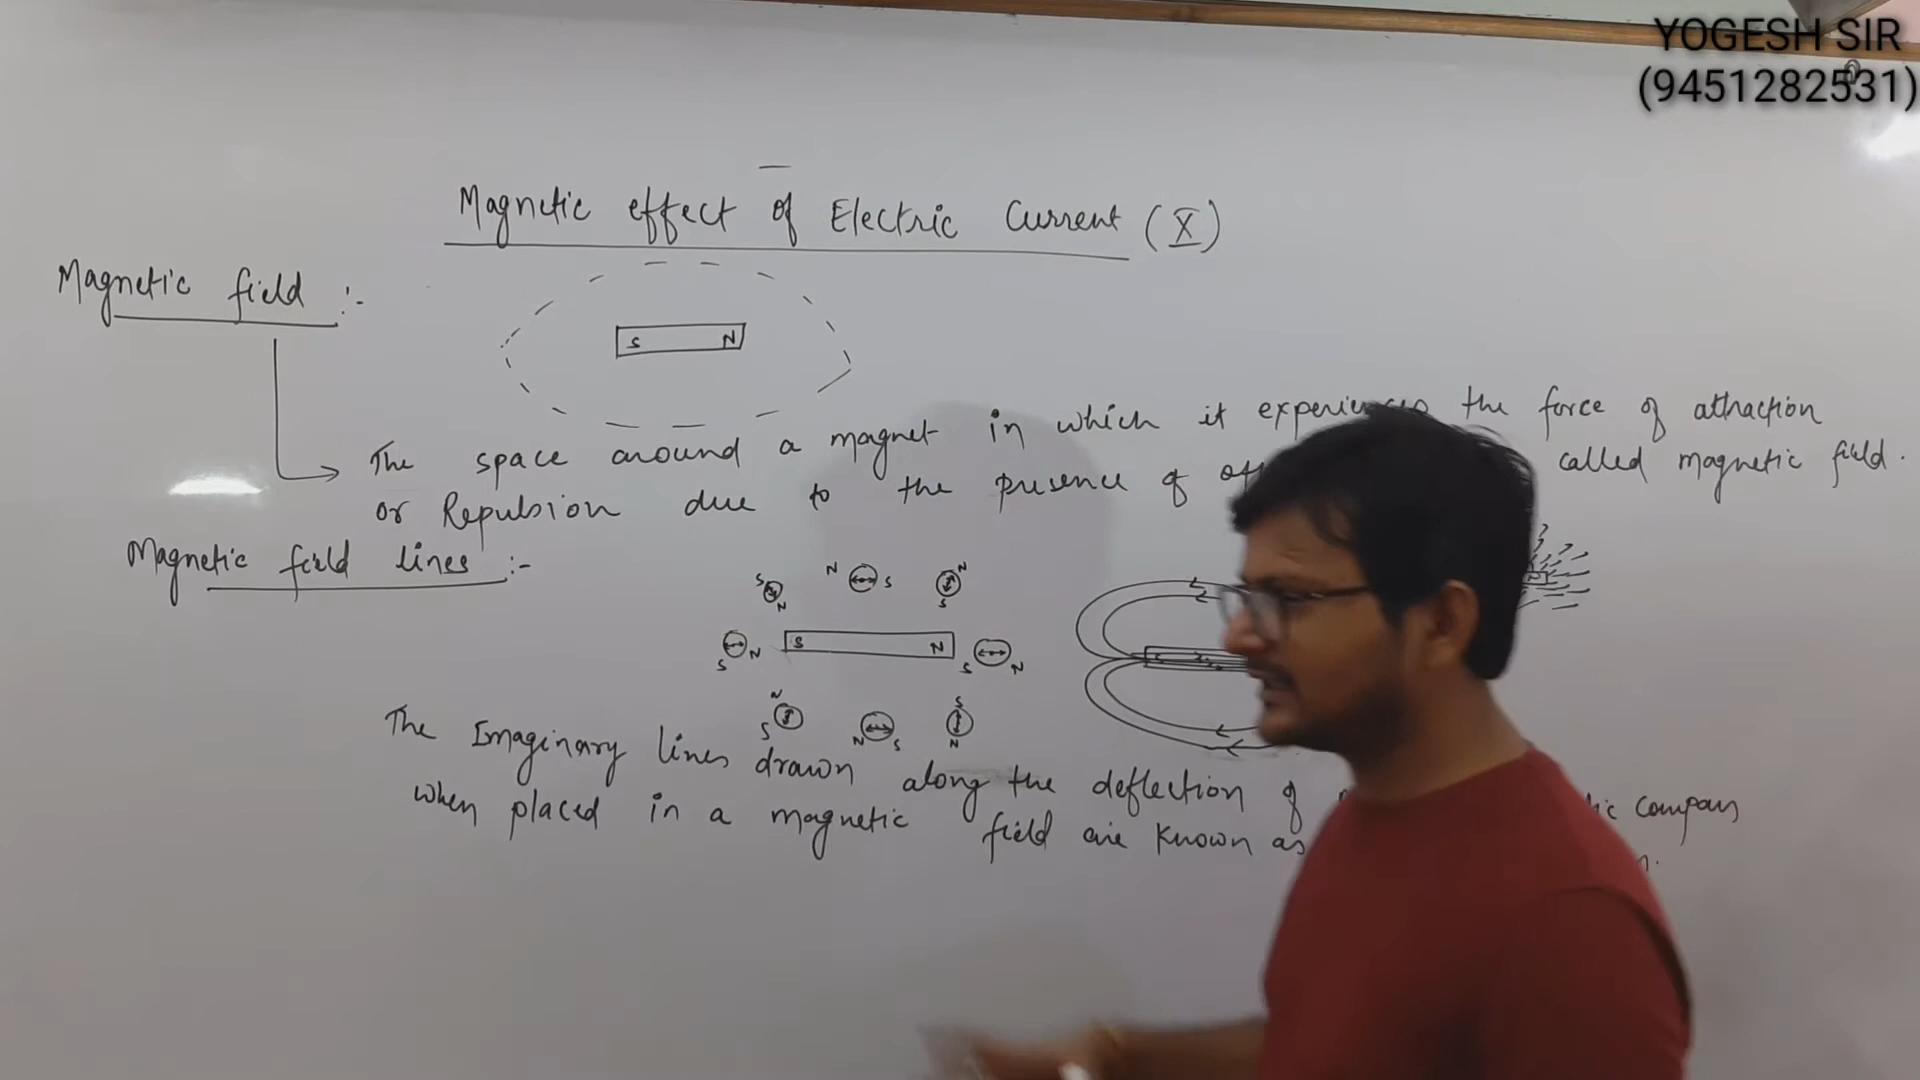 YOGESH SIR
(9451282531)
Magnetic effect of Electric Current (X)
Magnetic field :-
S N
The space around a magnet in which it experiences the force of attraction
or Repulsion due to the presence of called magnetic field.
Magnetic field lines :-
S N N S N S
S N S N S N
N S N S S N
The Imaginary lines drawn along the deflection of compass
when placed in a magnetic field are known as